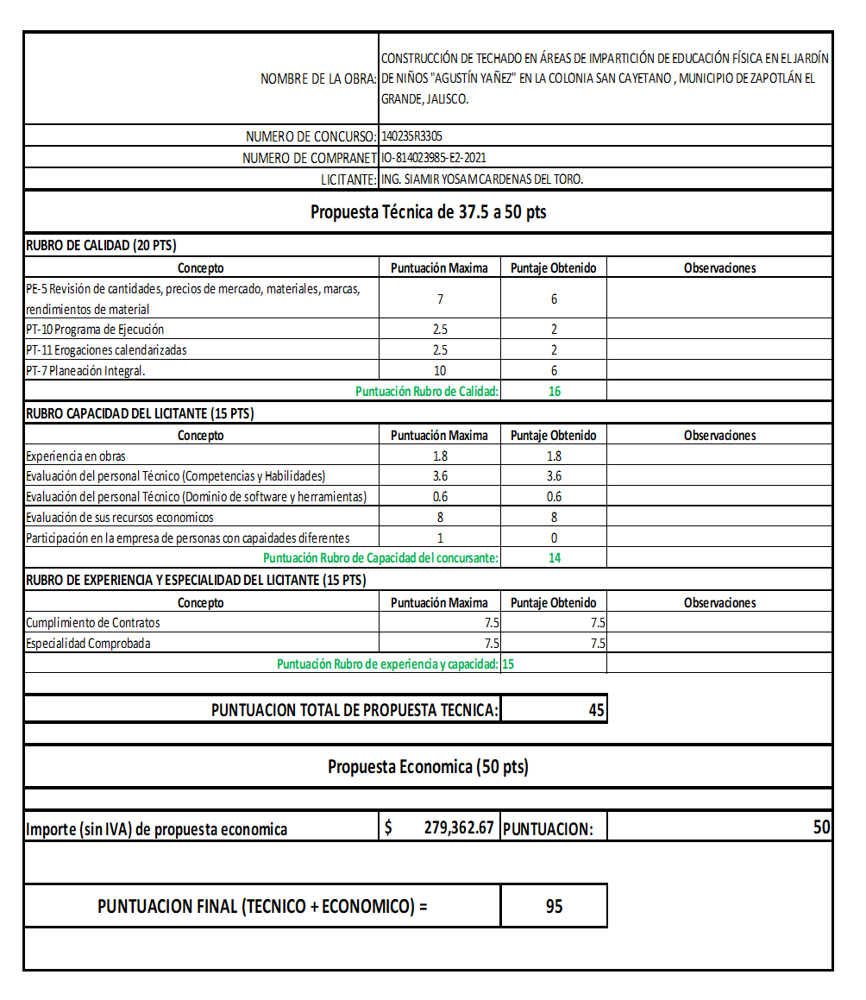 NOMBRE DE LA OBRA:
CONSTRUCCIÓN DE TECHADO EN ÁREAS DE IMPARTICIÓN DE EDUCACIÓN FÍSICA EN EL JARDÍN
DE NIÑOS "AGUSTÍN YAÑEZ" EN LA COLONIA SAN CAYETANO , MUNICIPIO DE ZAPOTLÁN EL
GRANDE, JALISCO.
NUMERO DE CONCURSO: 140235R3305
NUMERO DE COMPRANET IO-814023985-E2-2021
LICITANTE: ING. SIAMIR YOSAM CARDENAS DEL TORO.
Propuesta Técnica de 37.5 a 50 pts
RUBRO DE CALIDAD (20 PTS)
Concepto Puntuación Maxima Puntaje Obtenido Observaciones
PE-5 Revisión de cantidades, precios de mercado, materiales, marcas,
rendimientos de material 7 6
PT-10 Programa de Ejecución 2.5 2
PT-11 Erogaciones calendarizadas 2.5 2
PT-7 Planeación Integral. 10 6
Puntuación Rubro de Calidad: 16
RUBRO CAPACIDAD DEL LICITANTE (15 PTS)
Concepto Puntuación Maxima Puntaje Obtenido Observaciones
Experiencia en obras 1.8 1.8
Evaluación del personal Técnico (Competencias y Habilidades) 3.6 3.6
Evaluación del personal Técnico (Dominio de software y herramientas) 0.6 0.6
Evaluación de sus recursos economicos 8 8
Participación en la empresa de personas con capaidades diferentes 1 0
Puntuación Rubro de Capacidad del concursante: 14
RUBRO DE EXPERIENCIA Y ESPECIALIDAD DEL LICITANTE (15 PTS)
Concepto Puntuación Maxima Puntaje Obtenido Observaciones
Cumplimiento de Contratos 7.5 7.5
Especialidad Comprobada 7.5 7.5
Puntuación Rubro de experiencia y capacidad: 15
PUNTUACION TOTAL DE PROPUESTA TECNICA: 45
Propuesta Economica (50 pts)
Importe (sin IVA) de propuesta economica $ 279,362.67 PUNTUACION: 50
PUNTUACION FINAL (TECNICO + ECONOMICO) = 95